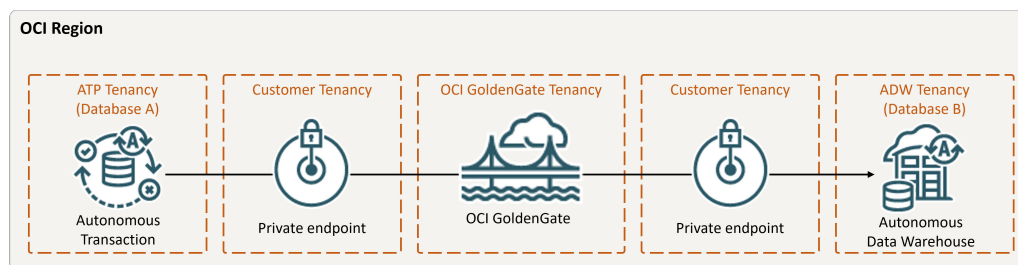 OCI Region
ATP Tenancy
(Database A)
Customer Tenancy
OCI GoldenGate Tenancy
Customer Tenancy
ADW Tenancy
(Database B)
A
A
Autonomous
Transaction
Private endpoint
OCI GoldenGate
Private endpoint
Autonomous
Data Warehouse